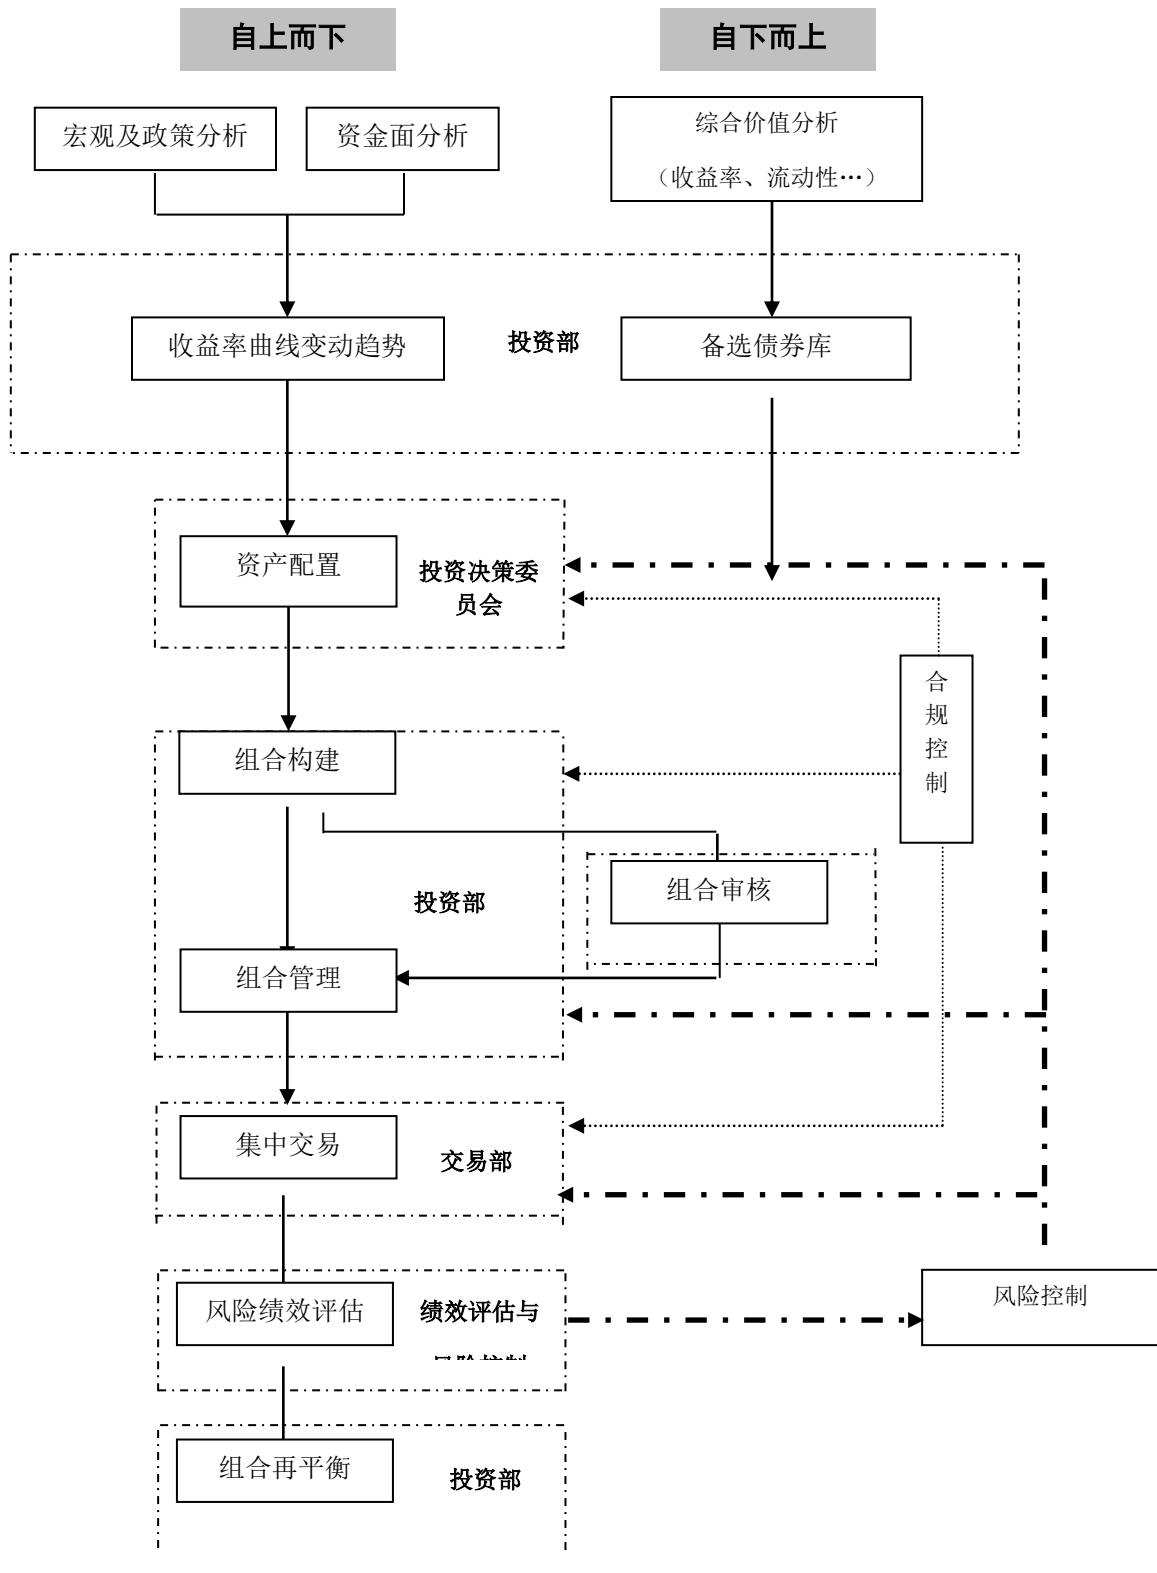 自上而下
自下而上
宏观及政策分析
资金面分析
综合价值分析
（收益率、流动性…）
收益率曲线变动趋势
投资部
备选债券库
资产配置
投资决策委
员会
合
规
控
制
组合构建
组合审核
投资部
组合管理
集中交易
交易部
风险绩效评估
绩效评估与
风险控制
组合再平衡
投资部